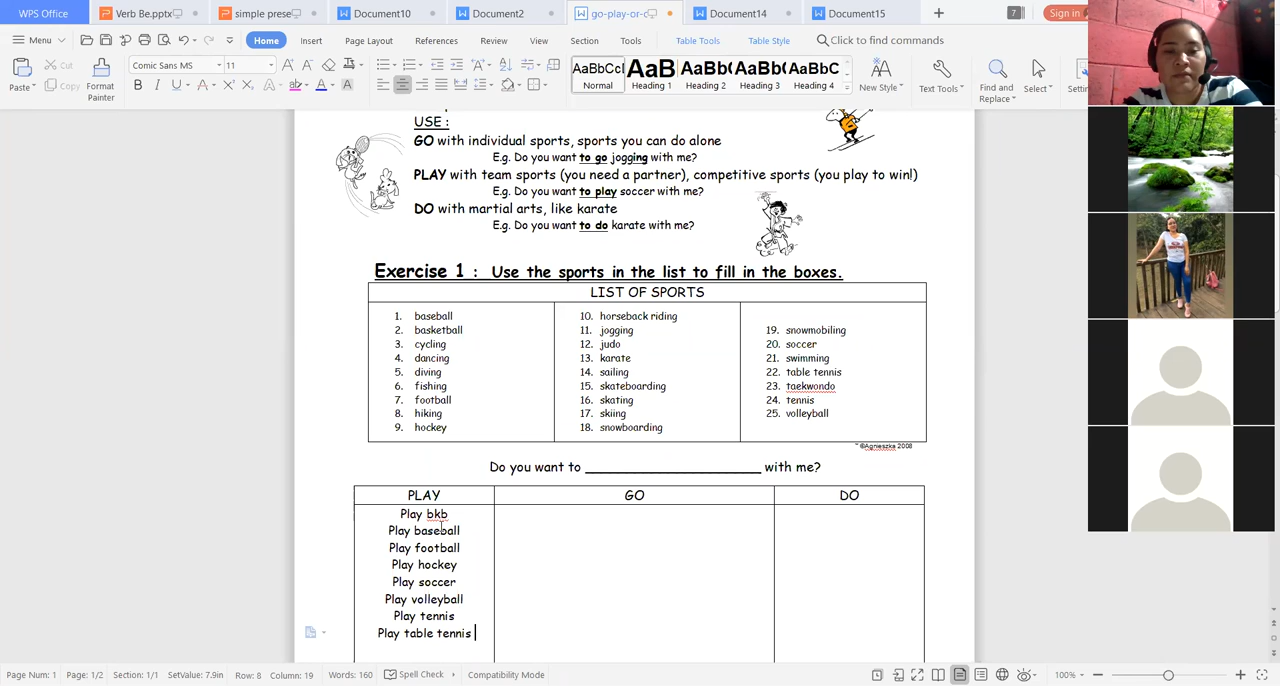 WPS Office
Verb Be.pptx
simple prese
Document10
Document2
go-play-or-c
Document14
Document15
7
Sign in
Menu
Home
Insert
Page Layout
References
Review
View
Section
Tools
Table Tools
Table Style
Click to find commands
Paste
Cut
Copy
Format Painter
Comic Sans MS
11
AaBbCcI
Normal
AaB
Heading 1
AaBb(
Heading 2
AaBb(
Heading 3
AaBbC
Heading 4
New Style
Text Tools
Find and Replace
Select
USE :
GO with individual sports, sports you can do alone
E.g. Do you want to go jogging with me?
PLAY with team sports (you need a partner), competitive sports (you play to win!)
E.g. Do you want to play soccer with me?
DO with martial arts, like karate
E.g. Do you want to do karate with me?
Exercise 1 : Use the sports in the list to fill in the boxes.
LIST OF SPORTS
1. baseball
2. basketball
3. cycling
4. dancing
5. diving
6. fishing
7. football
8. hiking
9. hockey
10. horseback riding
11. jogging
12. judo
13. karate
14. sailing
15. skateboarding
16. skating
17. skiing
18. snowboarding
19. snowmobiling
20. soccer
21. swimming
22. table tennis
23. taekwondo
24. tennis
25. volleyball
©Agnieszka 2008
Do you want to ______________________ with me?
PLAY
GO
DO
Play bkb
Play baseball
Play football
Play hockey
Play soccer
Play volleyball
Play tennis
Play table tennis
Page Num: 1
Page: 1/2
Section: 1/1
SetValue: 7.9in
Row: 8
Column: 19
Words: 160
Spell Check
Compatibility Mode
100%